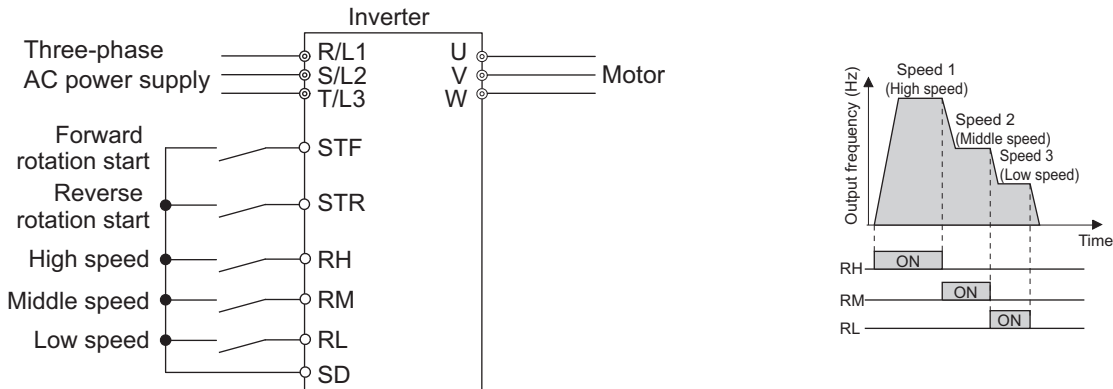 Inverter
Three-phase
AC power supply
R/L1
S/L2
T/L3
U
V
W
Motor
Forward
rotation start
STF
Reverse
rotation start
STR
High speed
RH
Middle speed
RM
Low speed
RL
SD
Output frequency (Hz)
Speed 1
(High speed)
Speed 2
(Middle speed)
Speed 3
(Low speed)
Time
RH
ON
RM
ON
RL
ON